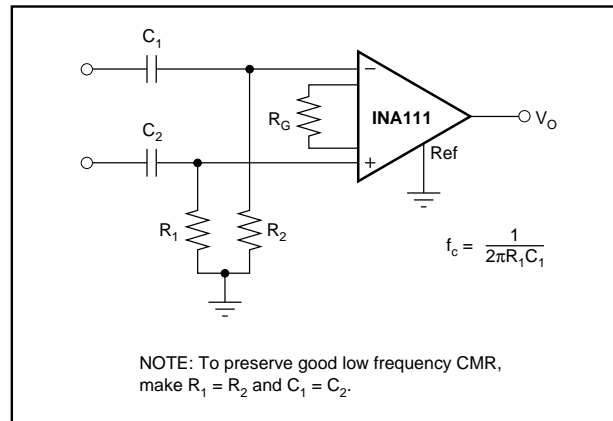 C1
C2
RG
−
INA111
+
Ref
VO
R1
R2
fc = 1
2πR1C1
NOTE: To preserve good low frequency CMR,
make R1 = R2 and C1 = C2.